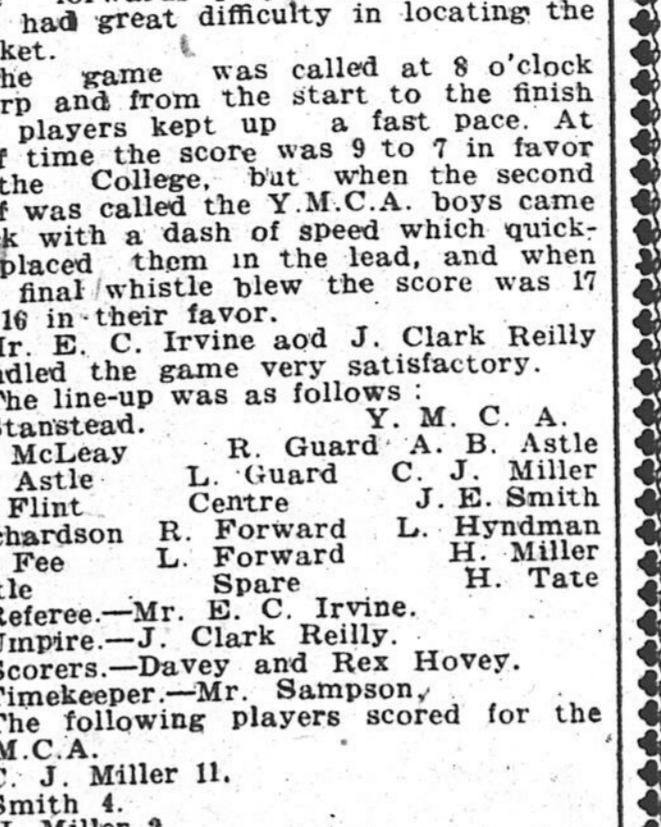 had great difficulty in locating the
ket.
he game was called at 8 o'clock
rp and from the start to the finish
players kept up a fast pace. At
f time the score was 9 to 7 in favor
the College, but when the second
f was called the Y.M.C.A. boys came
k with a dash of speed which quick-
placed them in the lead, and when
final whistle blew the score was 17
16 in their favor.
Mr. E. C. Irvine aod J. Clark Reilly
ndled the game very satisfactory.
The line-up was as follows :
Stanstead. Y. M. C. A.
McLeay R. Guard A. B. Astle
Astle L. Guard C. J. Miller
Flint Centre J. E. Smith
chardson R. Forward L. Hyndman
Fee L. Forward H. Miller
tle Spare H. Tate
Referee.—Mr. E. C. Irvine.
Umpire.—J. Clark Reilly.
Scorers.—Davey and Rex Hovey.
Timekeeper.—Mr. Sampson,
The following players scored for the
M.C.A.
C. J. Miller 11.
Smith 4.
Miller 2